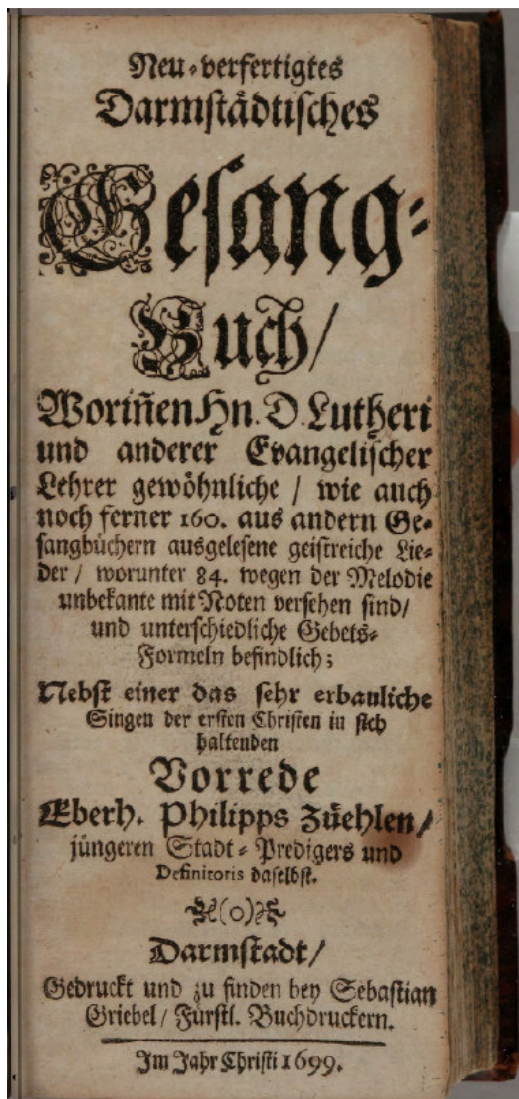 Neu-verfertigtes
Darmstädtisches
Gesang-
Buch/
Woriñen Hn. D. Lutheri
und anderer Evangelischer
Lehrer gewöhnliche / wie auch
noch ferner 160. aus andern Ge-
sangbüchern ausgelesene geistreiche Lie-
der / worunter 84. wegen der Melodie
unbekante mit Noten versehen sind/
und unterschiedliche Gebets-
Formeln befindlich;
Nebst einer das sehr erbauliche
Singen der ersten Christen in sich
haltenden
Vorrede
Eberh. Philipps Züehlen/
jüngeren Stadt-Predigers und
Definitoris daselbst.
(o)
Darmstadt/
Gedruckt und zu finden bey Sebastian
Griebel / Fürstl. Buchdruckern.
Im Jahr Christi 1699.